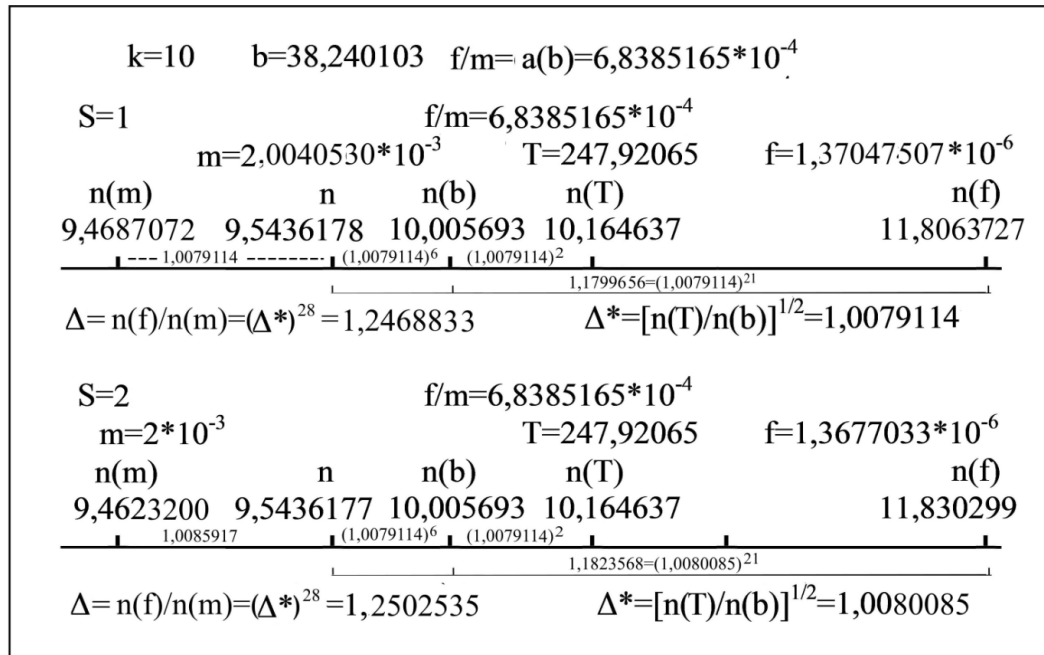 k=10 b=38,240103 f/m= a(b)=6,8385165*10⁻⁴
S=1 f/m=6,8385165*10⁻⁴
m=2,0040530*10⁻³ T=247,92065 f=1,37047507*10⁻⁶
n(m) n n(b) n(T) n(f)
9,4687072 9,5436178 10,005693 10,164637 11,8063727
1,0079114 (1,0079114)⁶ (1,0079114)²
1,1799656=(1,0079114)²¹
Δ= n(f)/n(m)=(Δ*)²⁸=1,2468833 Δ*=[n(T)/n(b)]¹/²=1,0079114
S=2 f/m=6,8385165*10⁻⁴
m=2*10⁻³ T=247,92065 f=1,3677033*10⁻⁶
n(m) n n(b) n(T) n(f)
9,4623200 9,5436177 10,005693 10,164637 11,830299
1,0085917 (1,0079114)⁶ (1,0079114)²
1,1823568=(1,0080085)²¹
Δ= n(f)/n(m)=(Δ*)²⁸=1,2502535 Δ*=[n(T)/n(b)]¹/²=1,0080085